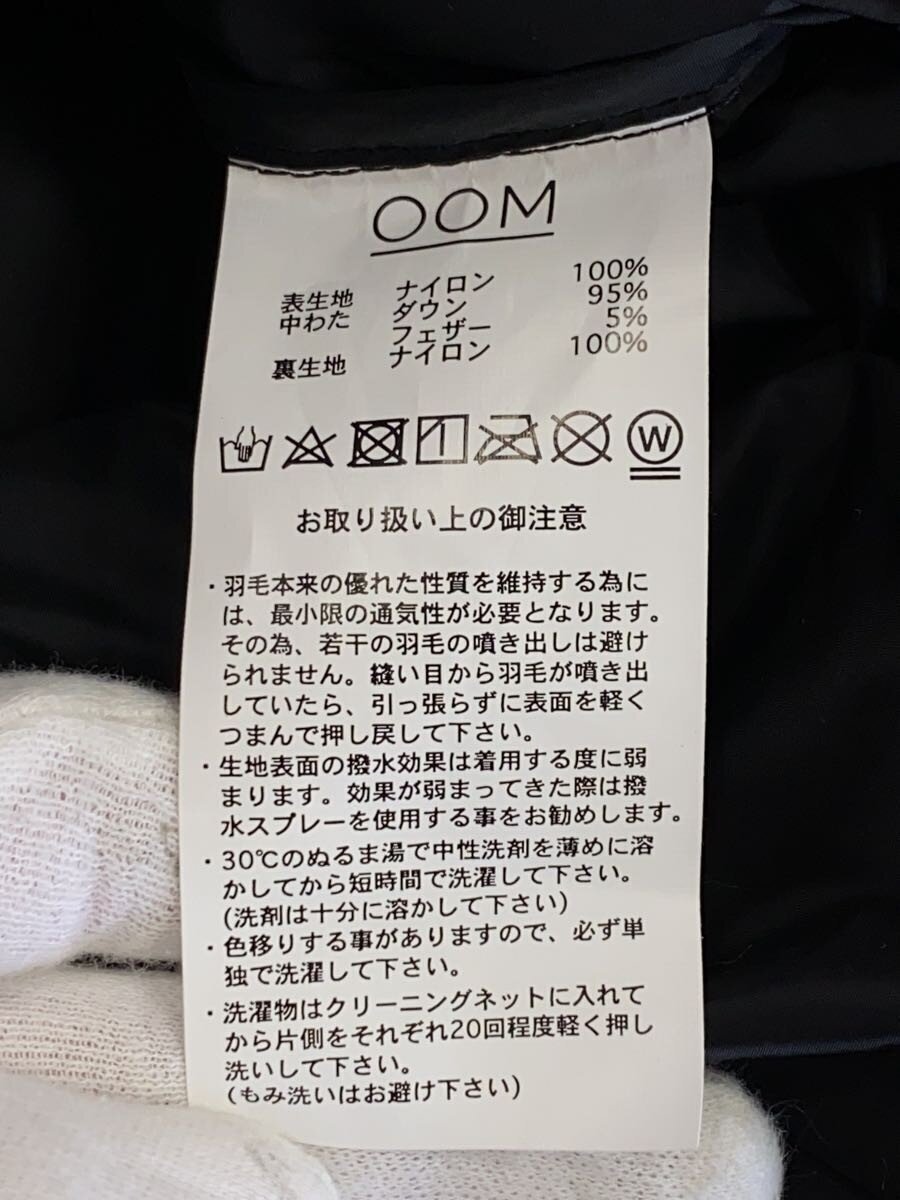 OOM
表生地 ナイロン 100%
中わた ダウン 95%
フェザー 5%
裏生地 ナイロン 100%
W
お取り扱い上の御注意
・羽毛本来の優れた性質を維持する為に
は、最小限の通気性が必要となります。
その為、若干の羽毛の噴き出しは避け
られません。縫い目から羽毛が噴き出
していたら、引っ張らずに表面を軽く
つまんで押し戻して下さい。
・生地表面の撥水効果は着用する度に弱
まります。効果が弱まってきた際は撥
水スプレーを使用する事をお勧めします。
・30℃のぬるま湯で中性洗剤を薄めに溶
かしてから短時間で洗濯して下さい。
(洗剤は十分に溶かして下さい)
・色移りする事がありますので、必ず単
独で洗濯して下さい。
・洗濯物はクリーニングネットに入れて
から片側をそれぞれ20回程度軽く押し
洗いして下さい。
(もみ洗いはお避け下さい)